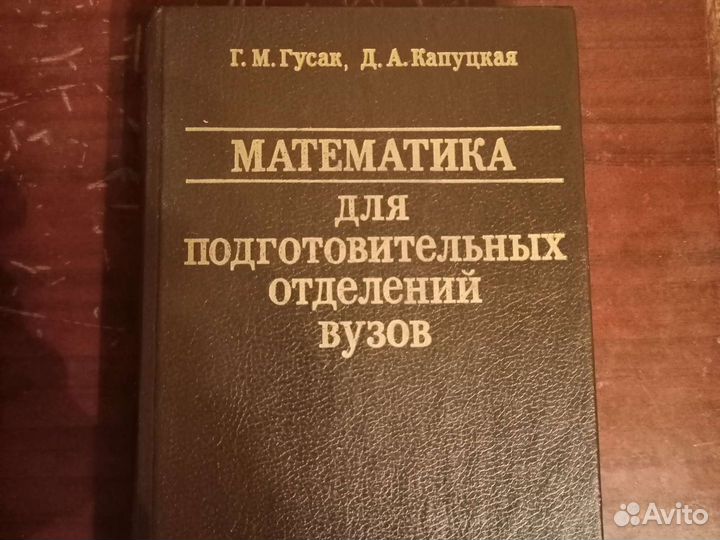 Г. М. Гусак, Д. А. Капуцкая
МАТЕМАТИКА
ДЛЯ
ПОДГОТОВИТЕЛЬНЫХ
ОТДЕЛЕНИЙ
ВУЗОВ
Avito